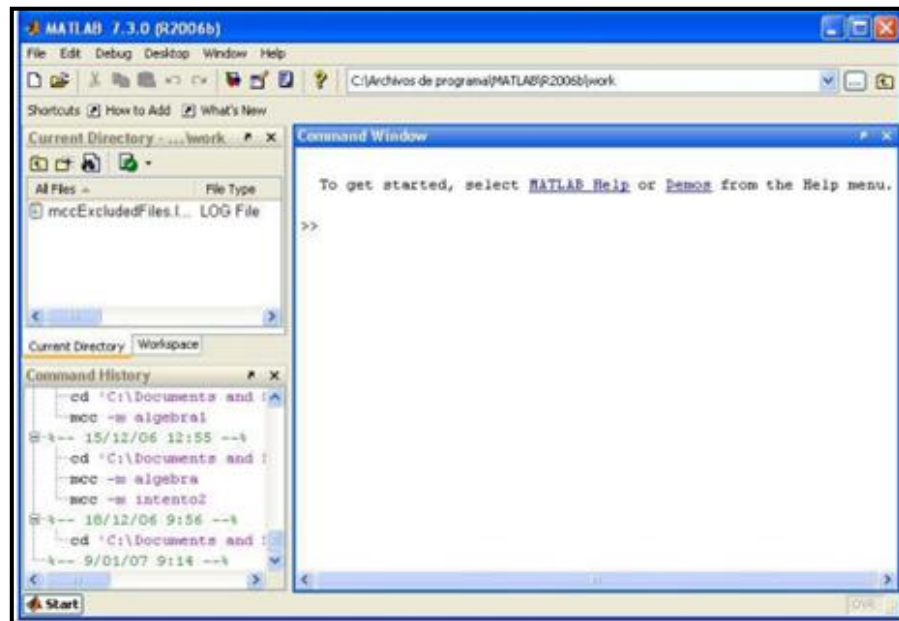 MATLAB 7.3.0 (R2006b)
File Edit Debug Desktop Window Help
C:\Archivos de programa\MATLAB\R2006b\work
Shortcuts How to Add What's New
Current Directory - ...\work
All Files File Type
mccExcludedFiles.l... LOG File
Current Directory Workspace
Command History
cd 'C:\Documents and
mcc -m algebra1
%-- 15/12/06 12:55 --%
cd 'C:\Documents and
mcc -m algebra
mcc -m intento2
%-- 18/12/06 9:56 --%
cd 'C:\Documents and
%-- 9/01/07 9:14 --%
Command Window
To get started, select MATLAB Help or Demos from the Help menu.
>>
Start
OVR